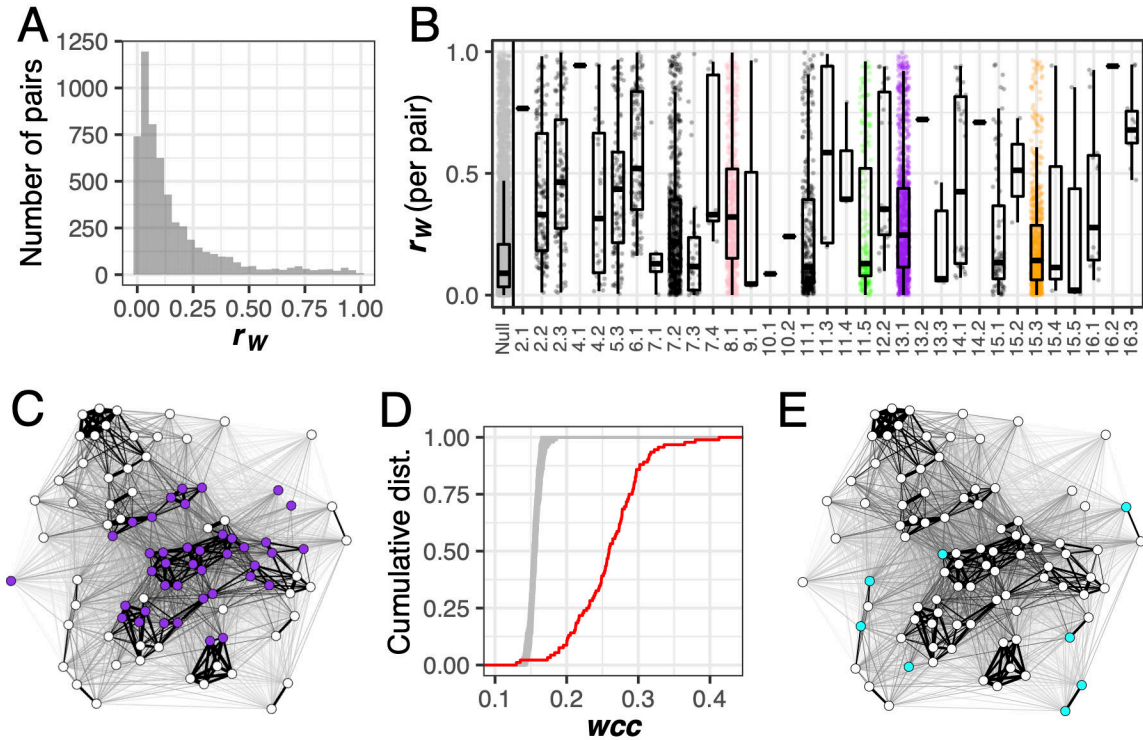 A
Number of pairs
1250
1000
750
500
250
0
0.00 0.25 0.50 0.75 1.00
rW
B
rW (per pair)
1.0
0.5
0.0
Null 2.1 2.2 2.3 4.1 4.2 5.3 6.1 7.1 7.2 7.3 7.4 8.1 9.1 10.1 10.2 11.1 11.3 11.4 11.5 12.2 13.1 13.2 13.3 14.1 14.2 15.1 15.2 15.3 15.4 15.5 16.1 16.2 16.3
C
D
Cumulative dist.
1.00
0.75
0.50
0.25
0.00
0.1 0.2 0.3 0.4
wcc
E